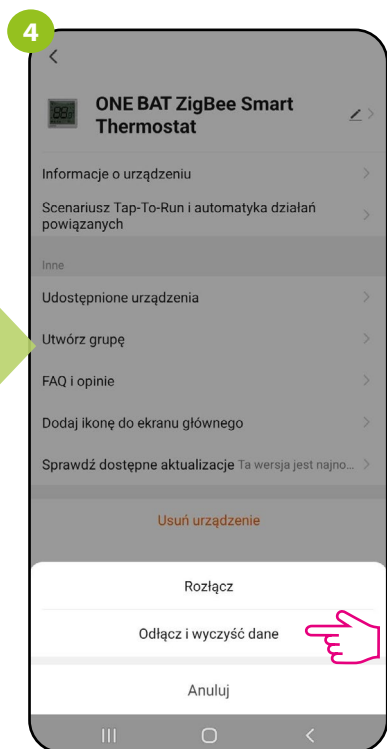 4
ONE BAT ZigBee Smart
Thermostat
Informacje o urządzeniu
Scenariusz Tap-To-Run i automatyka działań
powiązanych
Inne
Udostępnione urządzenia
Utwórz grupę
FAQ i opinie
Dodaj ikonę do ekranu głównego
Sprawdź dostępne aktualizacje Ta wersja jest najno...
Usuń urządzenie
Rozłącz
Odłącz i wyczyść dane
Anuluj